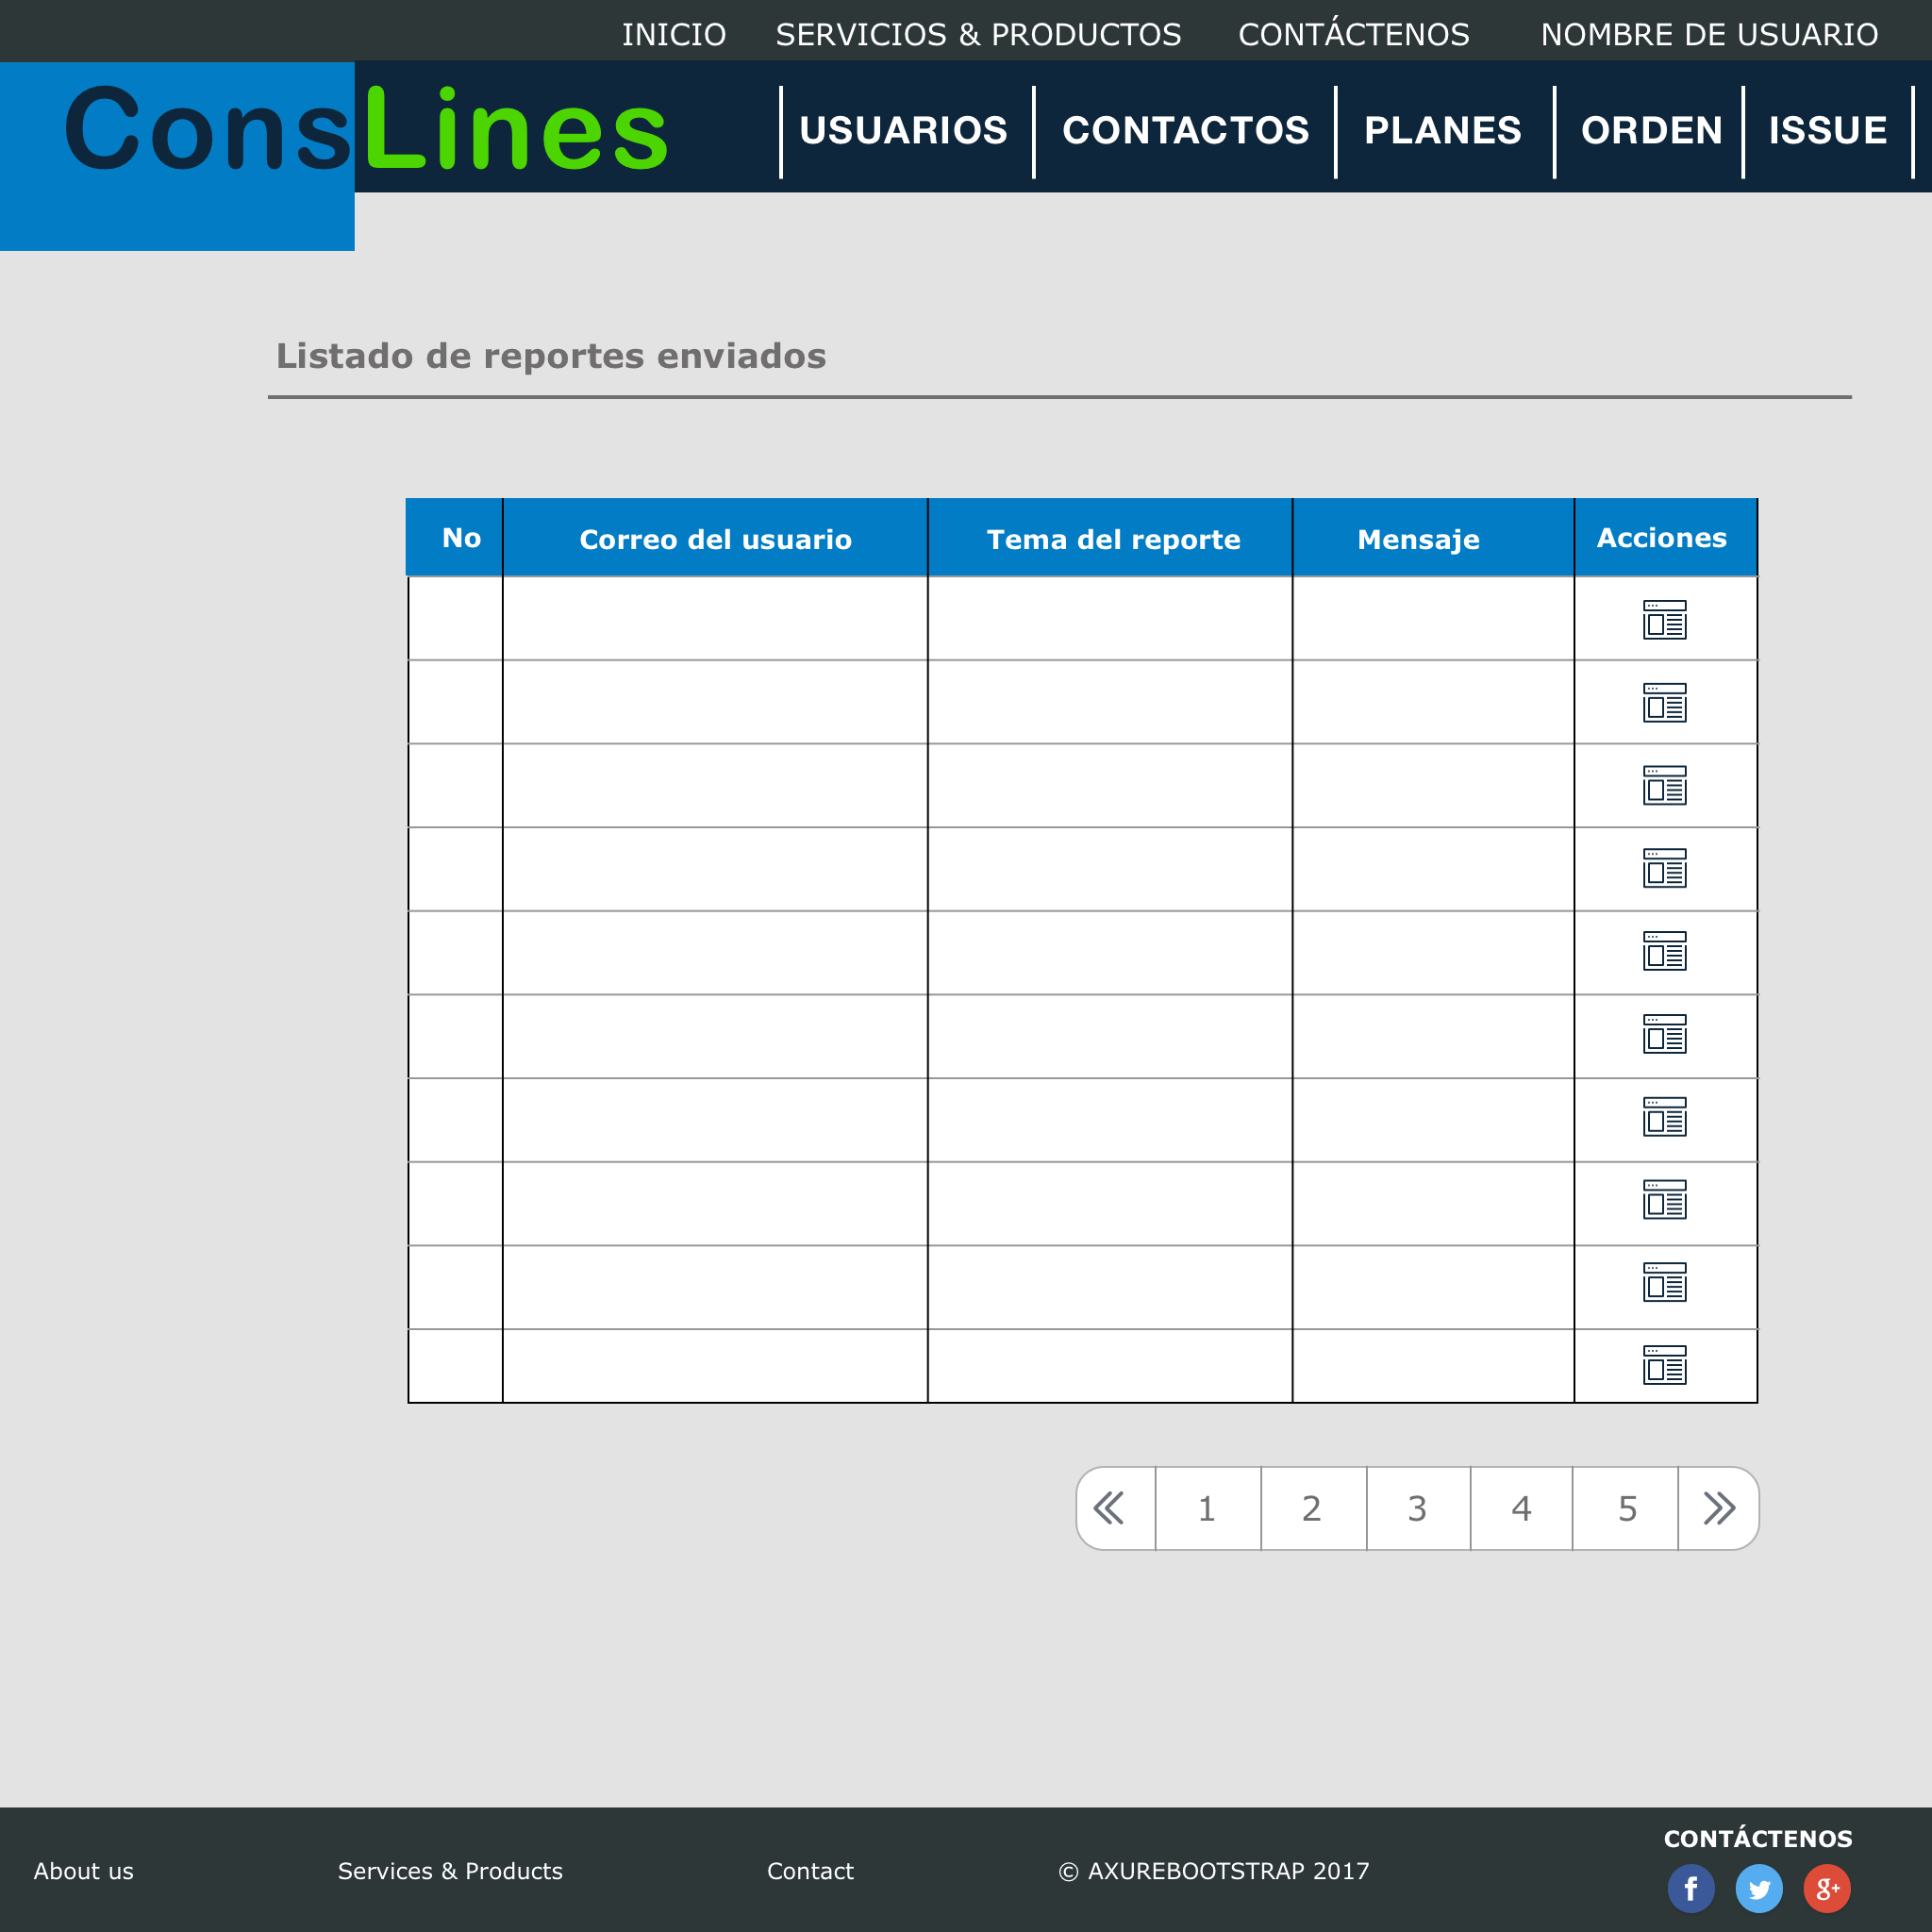 INICIO SERVICIOS & PRODUCTOS CONTÁCTENOS NOMBRE DE USUARIO
ConsLines USUARIOS CONTACTOS PLANES ORDEN ISSUE
Listado de reportes enviados
No Correo del usuario Tema del reporte Mensaje Acciones
1 2 3 4 5
CONTÁCTENOS
About us Services & Products Contact © AXUREBOOTSTRAP 2017
f g+